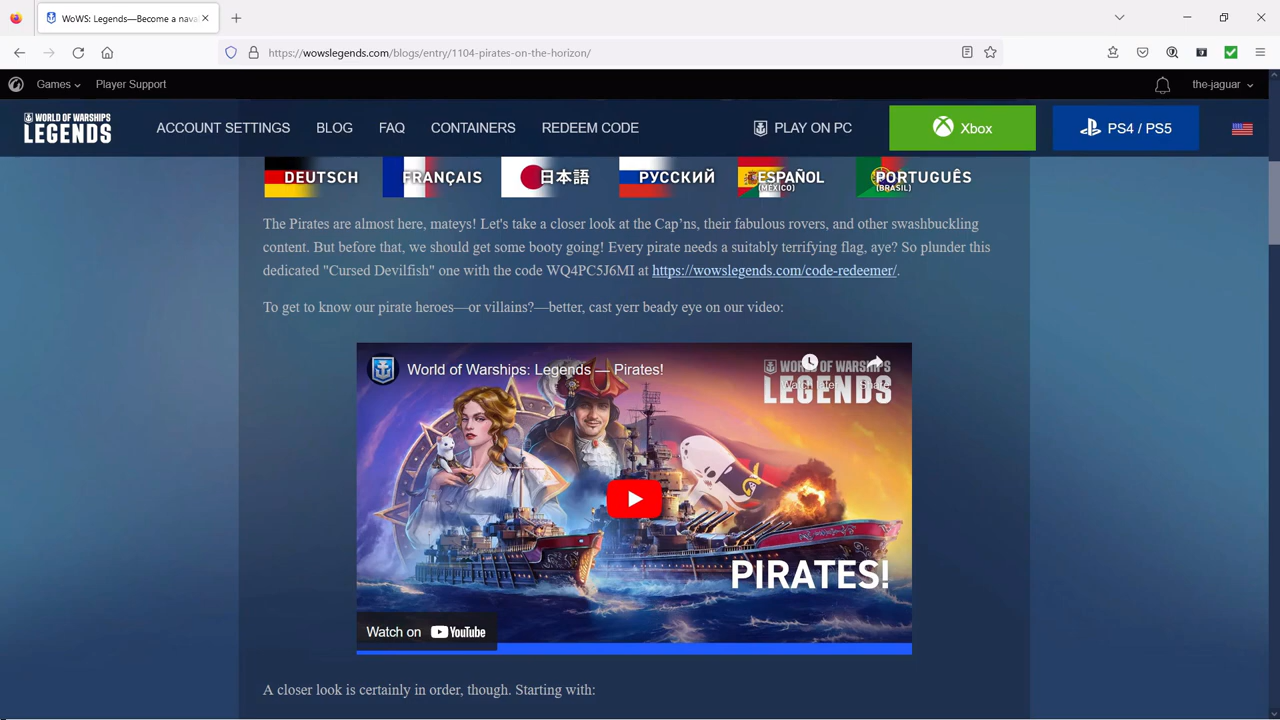 WoWS: Legends—Become a nava
https://wowslegends.com/blogs/entry/1104-pirates-on-the-horizon/
Games
Player Support
the-jaguar
WORLD OF WARSHIPS
LEGENDS
ACCOUNT SETTINGS
BLOG
FAQ
CONTAINERS
REDEEM CODE
PLAY ON PC
Xbox
PS4 / PS5
DEUTSCH
FRANÇAIS
日本語
РУССКИЙ
ESPAÑOL
(MÉXICO)
PORTUGUÊS
(BRASIL)
The Pirates are almost here, mateys! Let's take a closer look at the Cap’ns, their fabulous rovers, and other swashbuckling
content. But before that, we should get some booty going! Every pirate needs a suitably terrifying flag, aye? So plunder this
dedicated "Cursed Devilfish" one with the code WQ4PC5J6MI at https://wowslegends.com/code-redeemer/.
To get to know our pirate heroes—or villains?—better, cast yerr beady eye on our video:
World of Warships: Legends — Pirates!
WORLD OF WARSHIPS
LEGENDS
Watch later
Share
PIRATES!
Watch on YouTube
A closer look is certainly in order, though. Starting with: